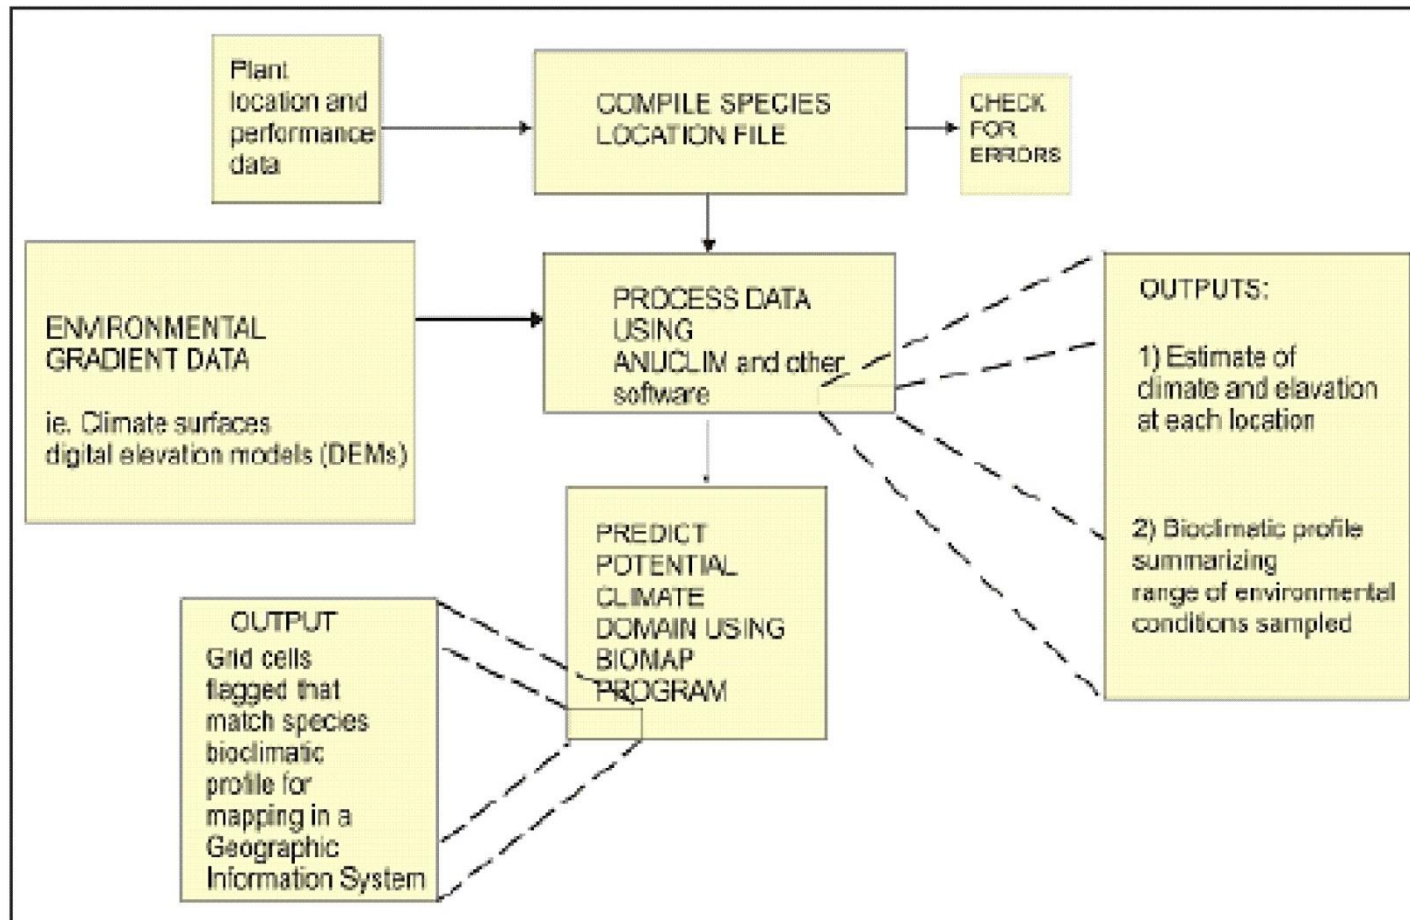 Plant
location and
performance
data
COMPILE SPECIES
LOCATION FILE
CHECK
FOR
ERRORS
ENVIRONMENTAL
GRADIENT DATA
ie. Climate surfaces
digital elevation models (DEMs)
PROCESS DATA
USING
ANUCLIM and other
software
OUTPUTS:
1) Estimate of
climate and elavation
at each location
2) Bioclimatic profile
summarizing
range of environmental
conditions sampled
PREDICT
POTENTIAL
CLIMATE
DOMAIN USING
BIOMAP
PROGRAM
OUTPUT
Grid cells
flagged that
match species
bioclimatic
profile for
mapping in a
Geographic
Information System